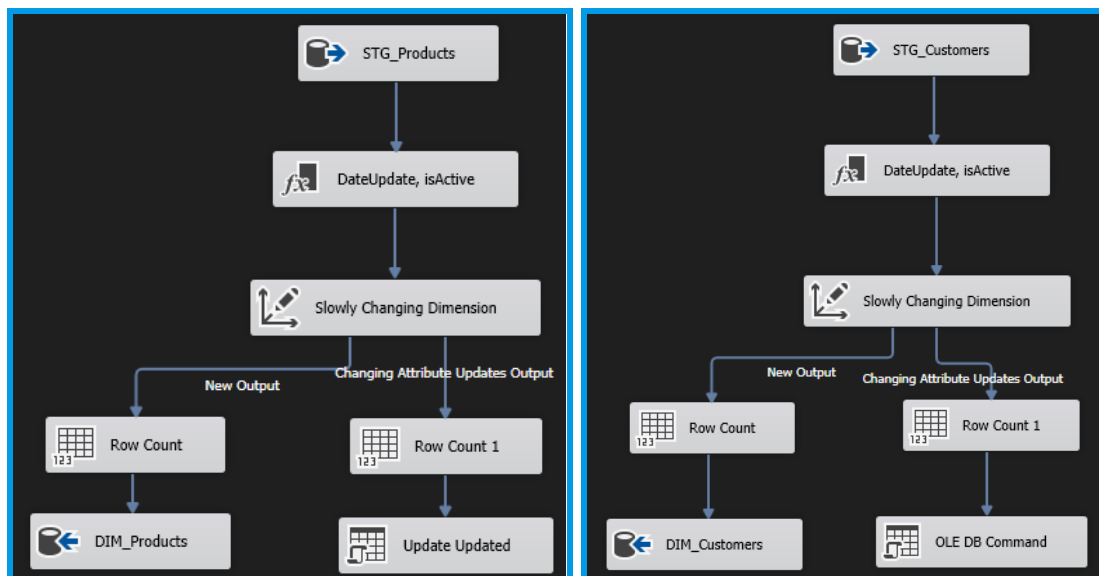 STG_Products
DateUpdate, isActive
Slowly Changing Dimension
New Output
Changing Attribute Updates Output
Row Count
Row Count 1
DIM_Products
Update Updated
STG_Customers
DateUpdate, isActive
Slowly Changing Dimension
New Output
Changing Attribute Updates Output
Row Count
Row Count 1
DIM_Customers
OLE DB Command